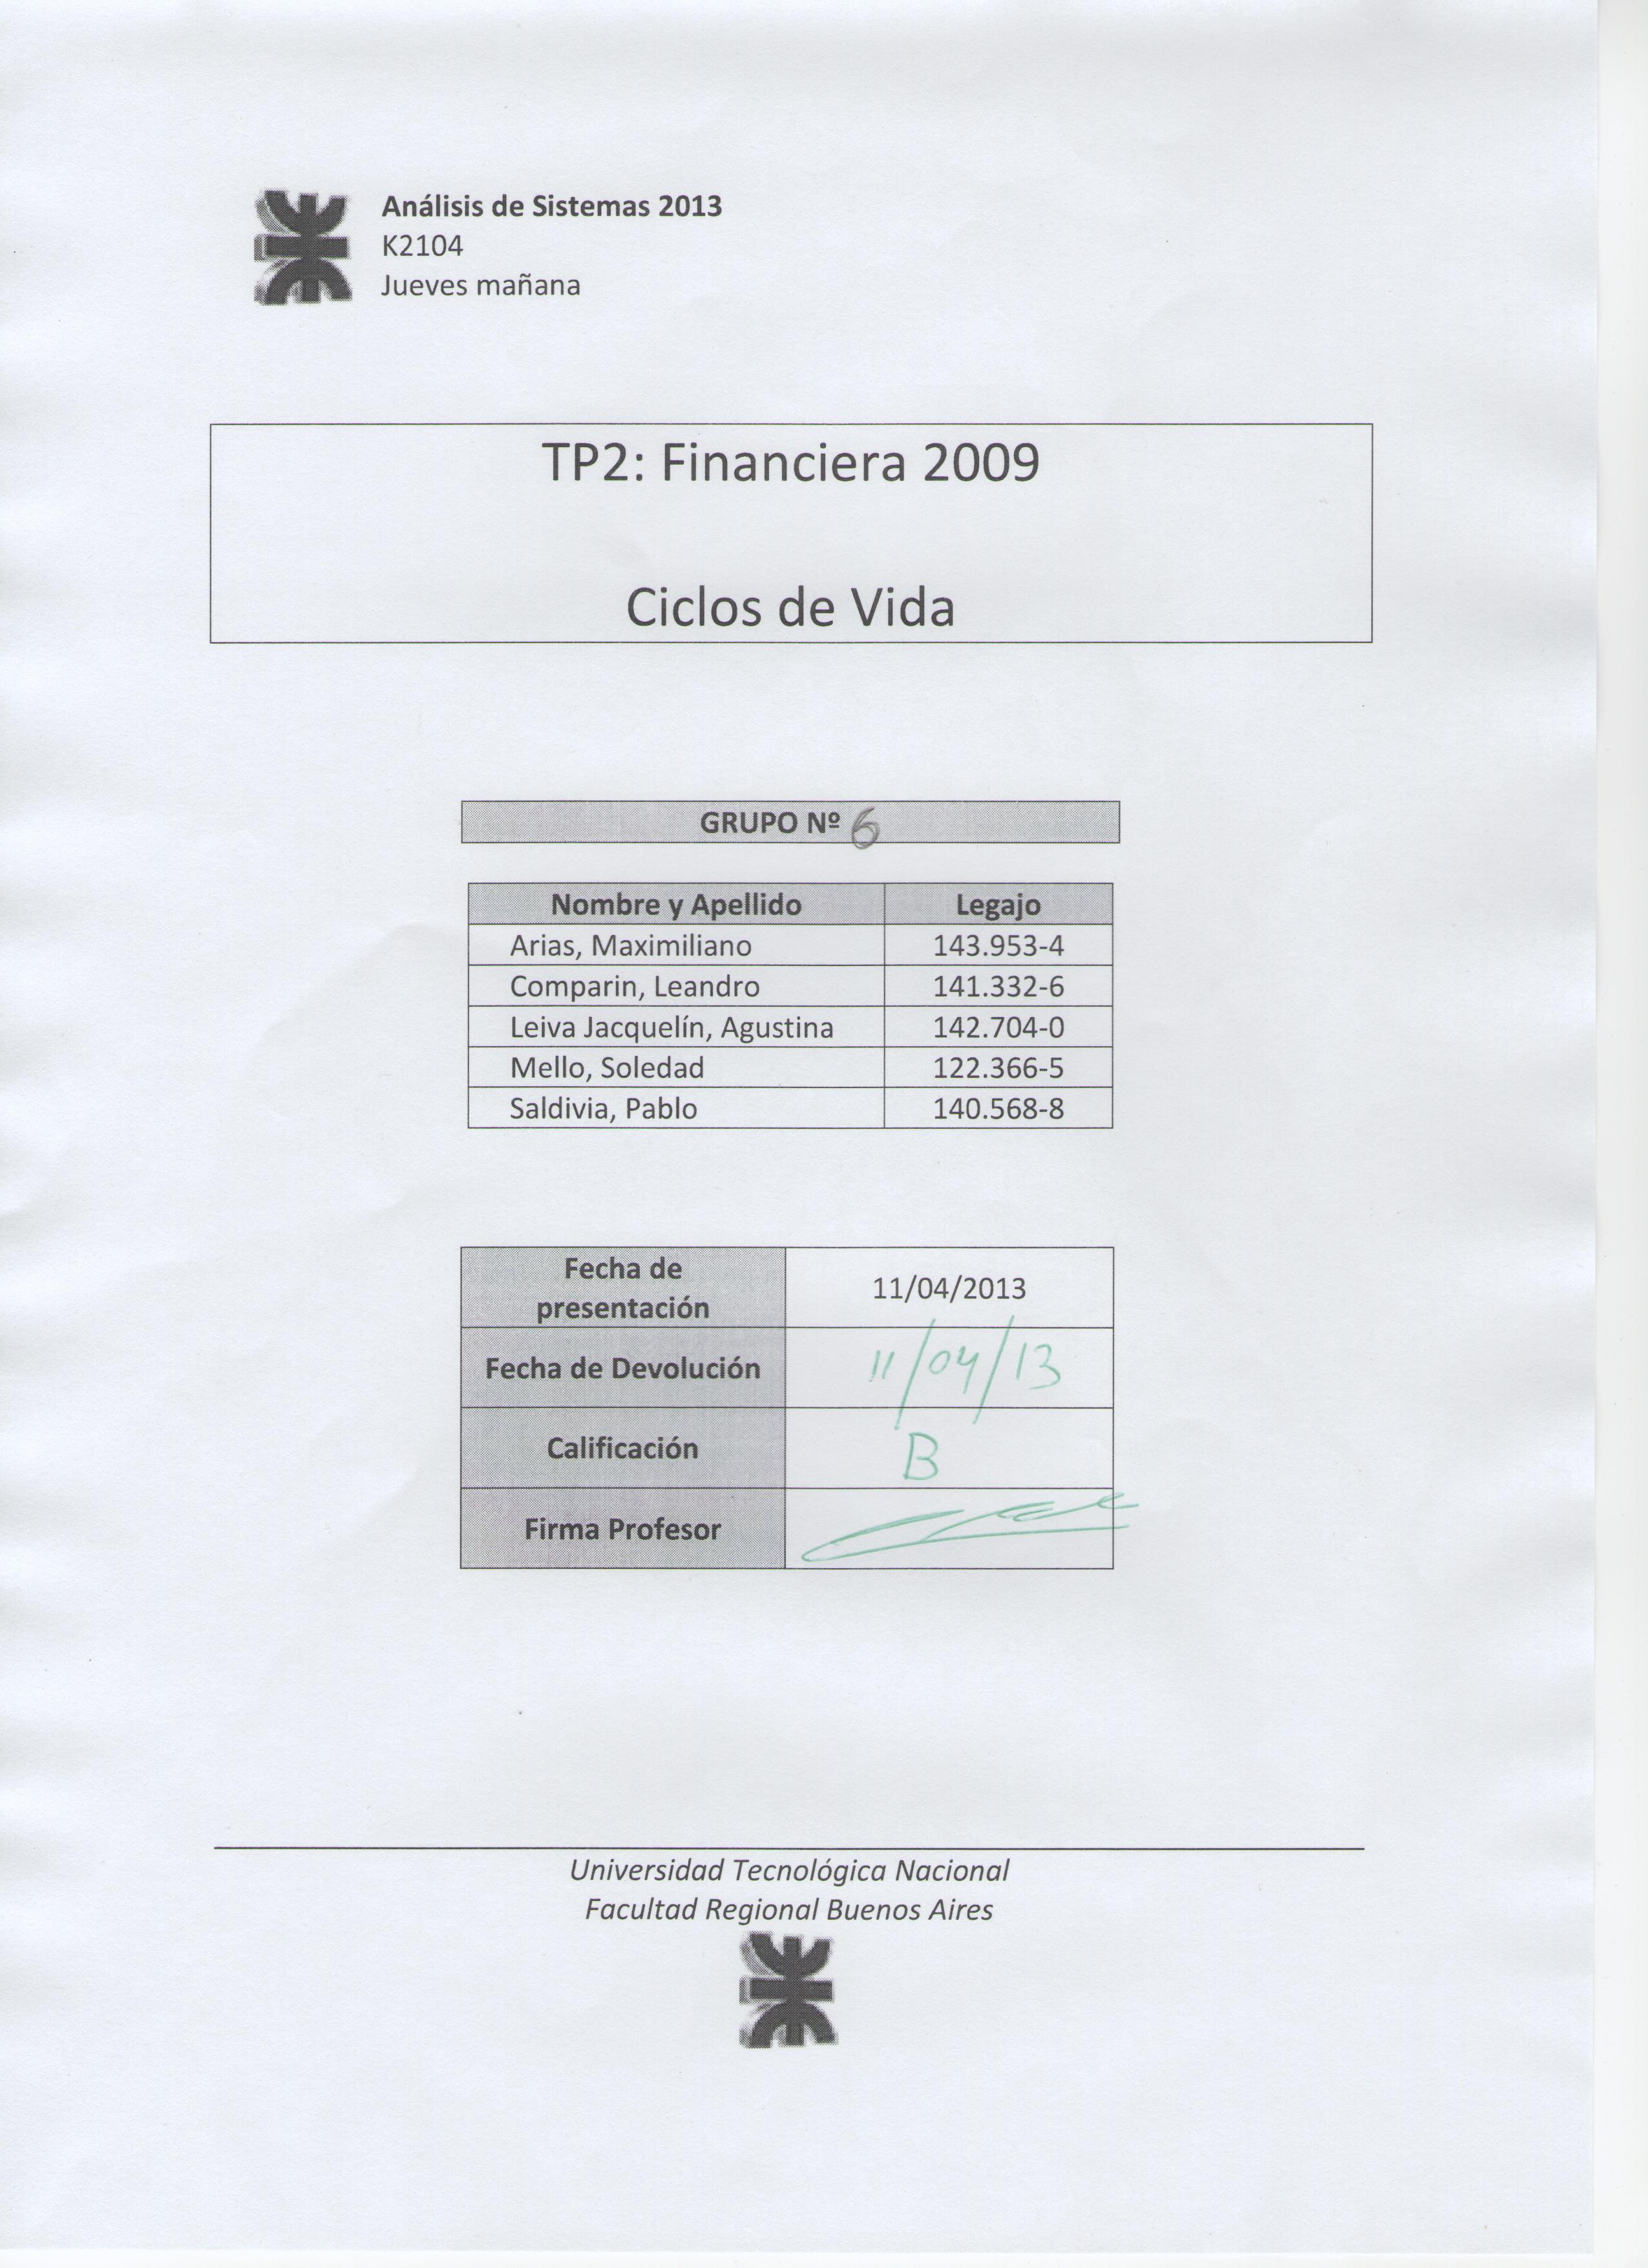 Análisis de Sistemas 2013
K2104
Jueves mañana
TP2: Financiera 2009
Ciclos de Vida
GRUPO Nº 6
Nombre y Apellido Legajo
Arias, Maximiliano 143.953-4
Comparin, Leandro 141.332-6
Leiva Jacquelín, Agustina 142.704-0
Mello, Soledad 122.366-5
Saldivia, Pablo 140.568-8
Fecha de
presentación 11/04/2013
Fecha de Devolución 11/04/13
Calificación B
Firma Profesor
Universidad Tecnológica Nacional
Facultad Regional Buenos Aires